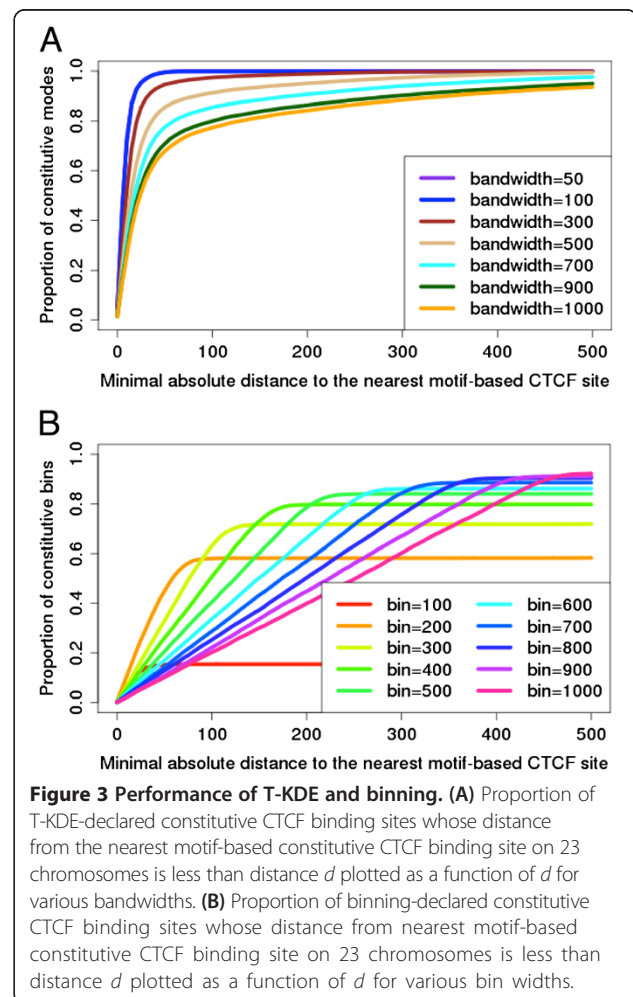 A
Proportion of constitutive modes
1.0
0.8
0.6
0.4
0.2
0.0
bandwidth=50
bandwidth=100
bandwidth=300
bandwidth=500
bandwidth=700
bandwidth=900
bandwidth=1000
0 100 200 300 400 500
Minimal absolute distance to the nearest motif-based CTCF site
B
Proportion of constitutive bins
1.0
0.8
0.6
0.4
0.2
0.0
bin=100 bin=600
bin=200 bin=700
bin=300 bin=800
bin=400 bin=900
bin=500 bin=1000
0 100 200 300 400 500
Minimal absolute distance to the nearest motif-based CTCF site
Figure 3 Performance of T-KDE and binning. (A) Proportion of
T-KDE-declared constitutive CTCF binding sites whose distance
from the nearest motif-based constitutive CTCF binding site on 23
chromosomes is less than distance d plotted as a function of d for
various bandwidths. (B) Proportion of binning-declared constitutive
CTCF binding sites whose distance from nearest motif-based
constitutive CTCF binding site on 23 chromosomes is less than
distance d plotted as a function of d for various bin widths.